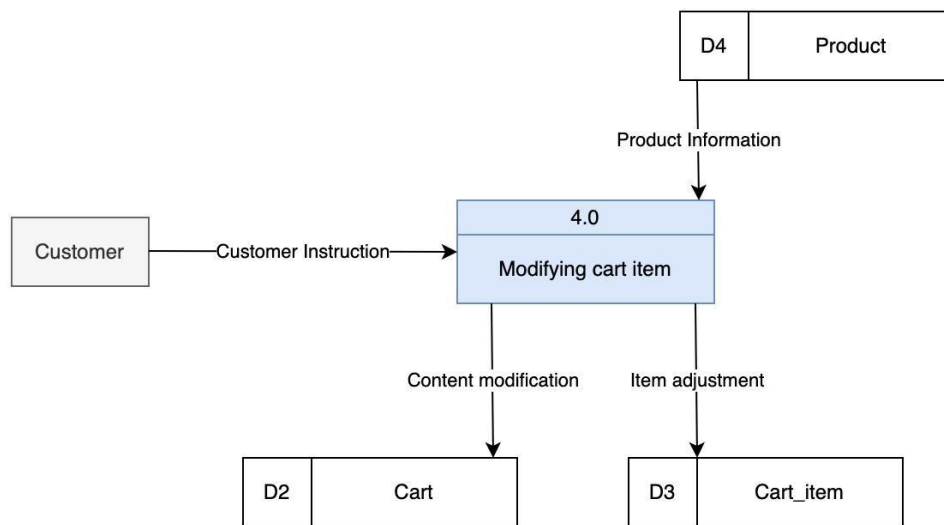 D4 Product
Product Information
4.0
Customer
Customer Instruction
Modifying cart item
Content modification
Item adjustment
D2 Cart
D3 Cart_item